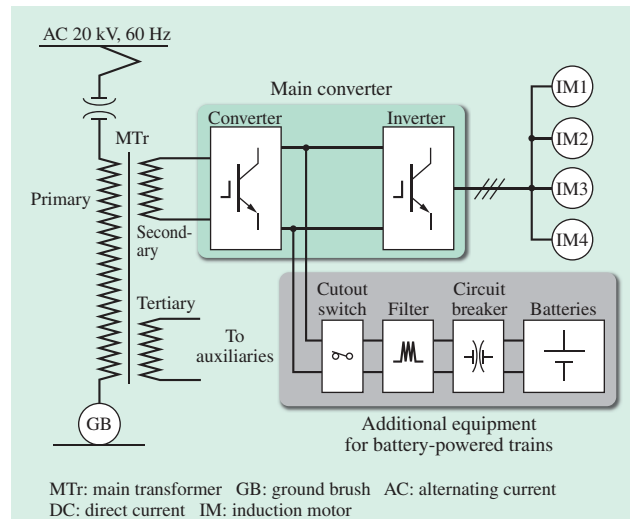 AC 20 kV, 60 Hz
Main converter
MTr
Converter
Inverter
IM1
IM2
IM3
IM4
Primary
Second-
ary
Tertiary
To
auxiliaries
Cutout
switch
Filter
Circuit
breaker
Batteries
GB
Additional equipment
for battery-powered trains
MTr: main transformer GB: ground brush AC: alternating current
DC: direct current IM: induction motor